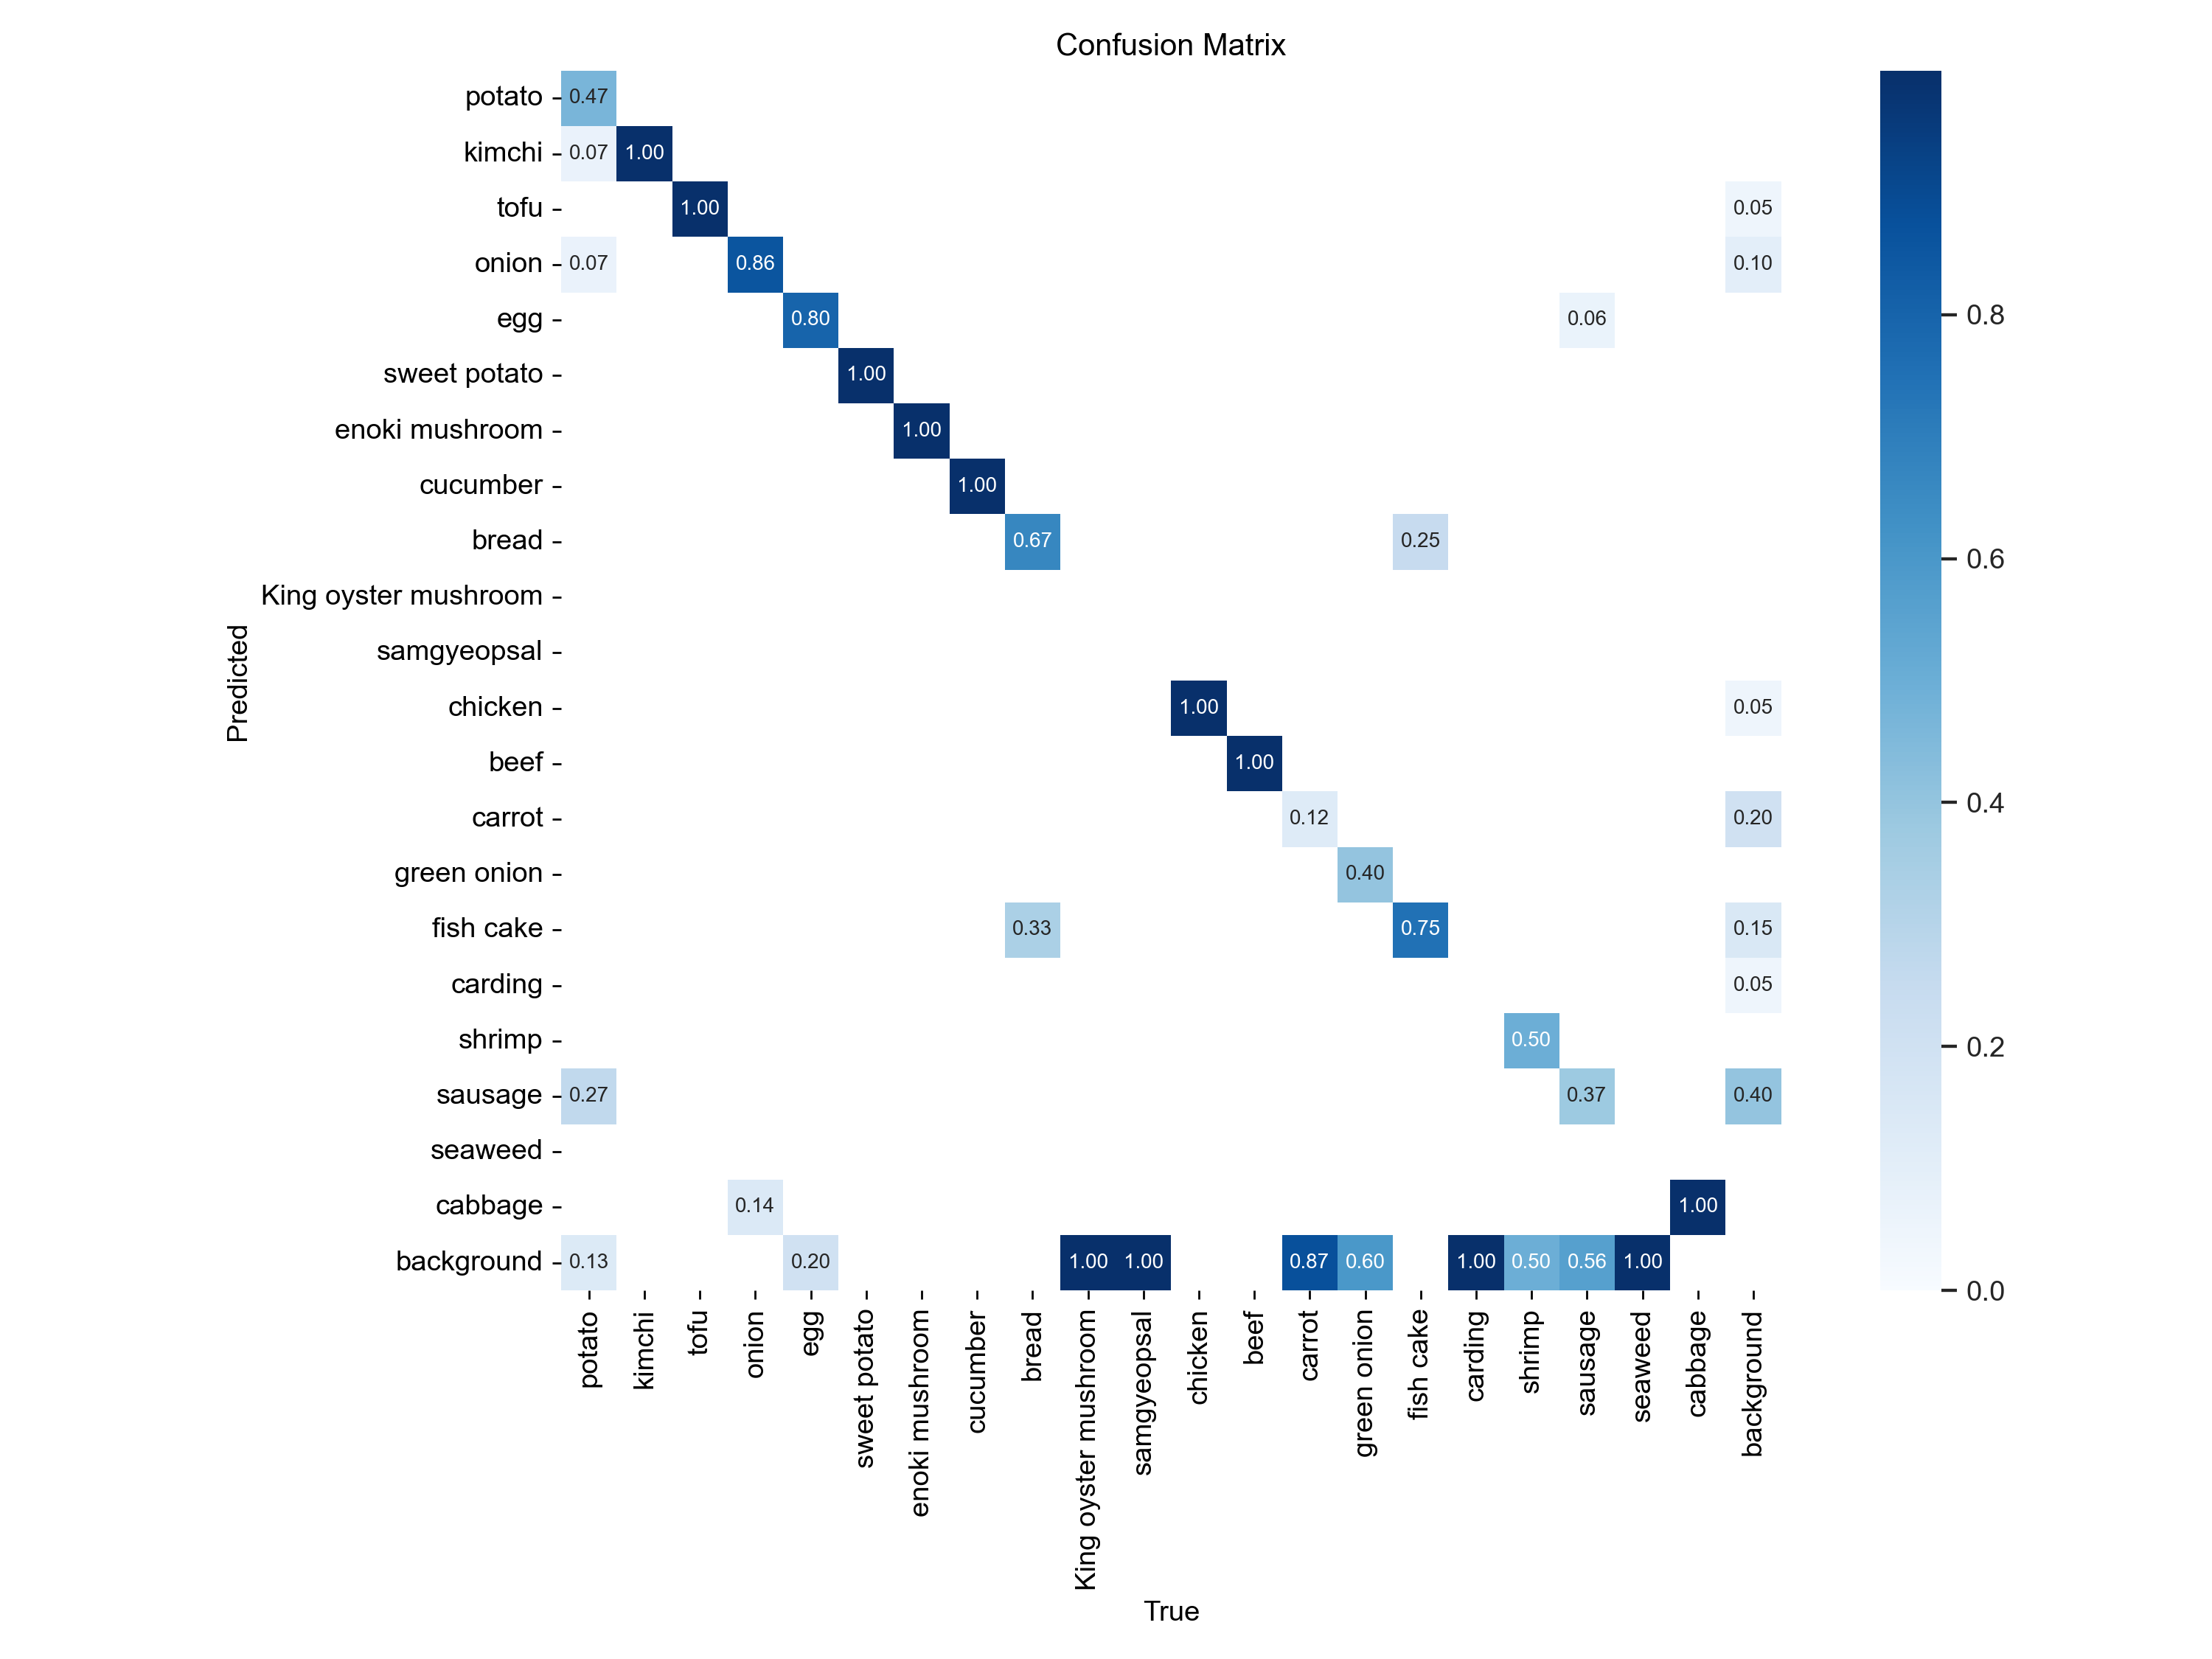 Confusion Matrix
potato 0.47
kimchi 0.07 1.00
tofu 1.00 0.05
onion 0.07 0.86 0.10
egg 0.80 0.06
sweet potato 1.00
enoki mushroom 1.00
cucumber 1.00
bread 0.67 0.25
King oyster mushroom
samgyeopsal
chicken 1.00 0.05
beef 1.00
carrot 0.12 0.20
green onion 0.40
fish cake 0.33 0.75 0.15
carding 0.05
shrimp 0.50
sausage 0.27 0.37 0.40
seaweed
cabbage 0.14 1.00
background 0.13 0.20 1.00 1.00 0.87 0.60 1.00 0.50 0.56 1.00
Predicted
potato
kimchi
tofu
onion
egg
sweet potato
enoki mushroom
cucumber
bread
King oyster mushroom
samgyeopsal
chicken
beef
carrot
green onion
fish cake
carding
shrimp
sausage
seaweed
cabbage
background
True
0.8
0.6
0.4
0.2
0.0